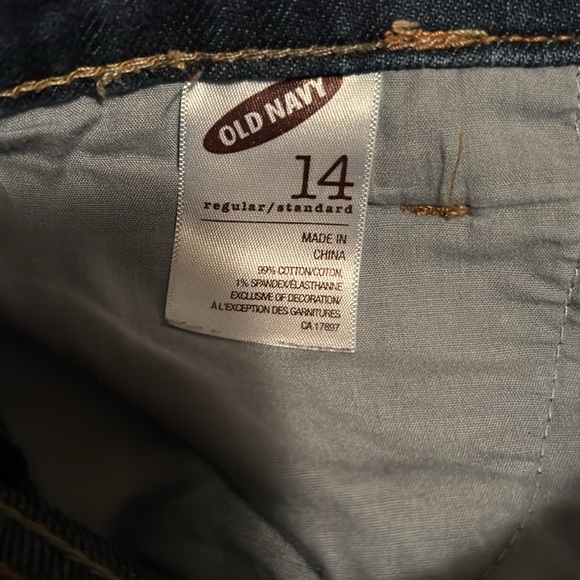 OLD NAVY
14
regular/standard
MADE IN
CHINA
99% COTTON/COTON,
1% SPANDEX/ÉLASTHANNE
EXCLUSIVE OF DECORATION/
À L'EXCEPTION DES GARNITURES
CA 17897